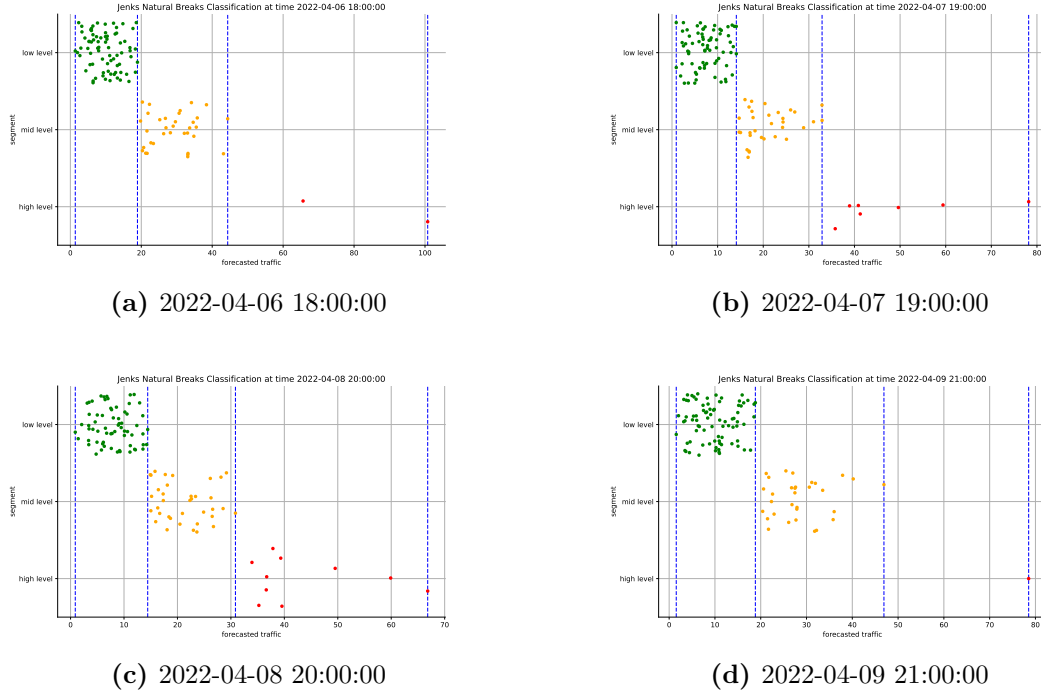 Jenks Natural Breaks Classification at time 2022-04-06 18:00:00
low level
mid level
high level
segment
0 20 40 60 80 100
forecasted traffic
(a) 2022-04-06 18:00:00
Jenks Natural Breaks Classification at time 2022-04-07 19:00:00
low level
mid level
high level
segment
0 10 20 30 40 50 60 70 80
forecasted traffic
(b) 2022-04-07 19:00:00
Jenks Natural Breaks Classification at time 2022-04-08 20:00:00
low level
mid level
high level
segment
0 10 20 30 40 50 60 70
forecasted traffic
(c) 2022-04-08 20:00:00
Jenks Natural Breaks Classification at time 2022-04-09 21:00:00
low level
mid level
high level
segment
0 10 20 30 40 50 60 70 80
forecasted traffic
(d) 2022-04-09 21:00:00